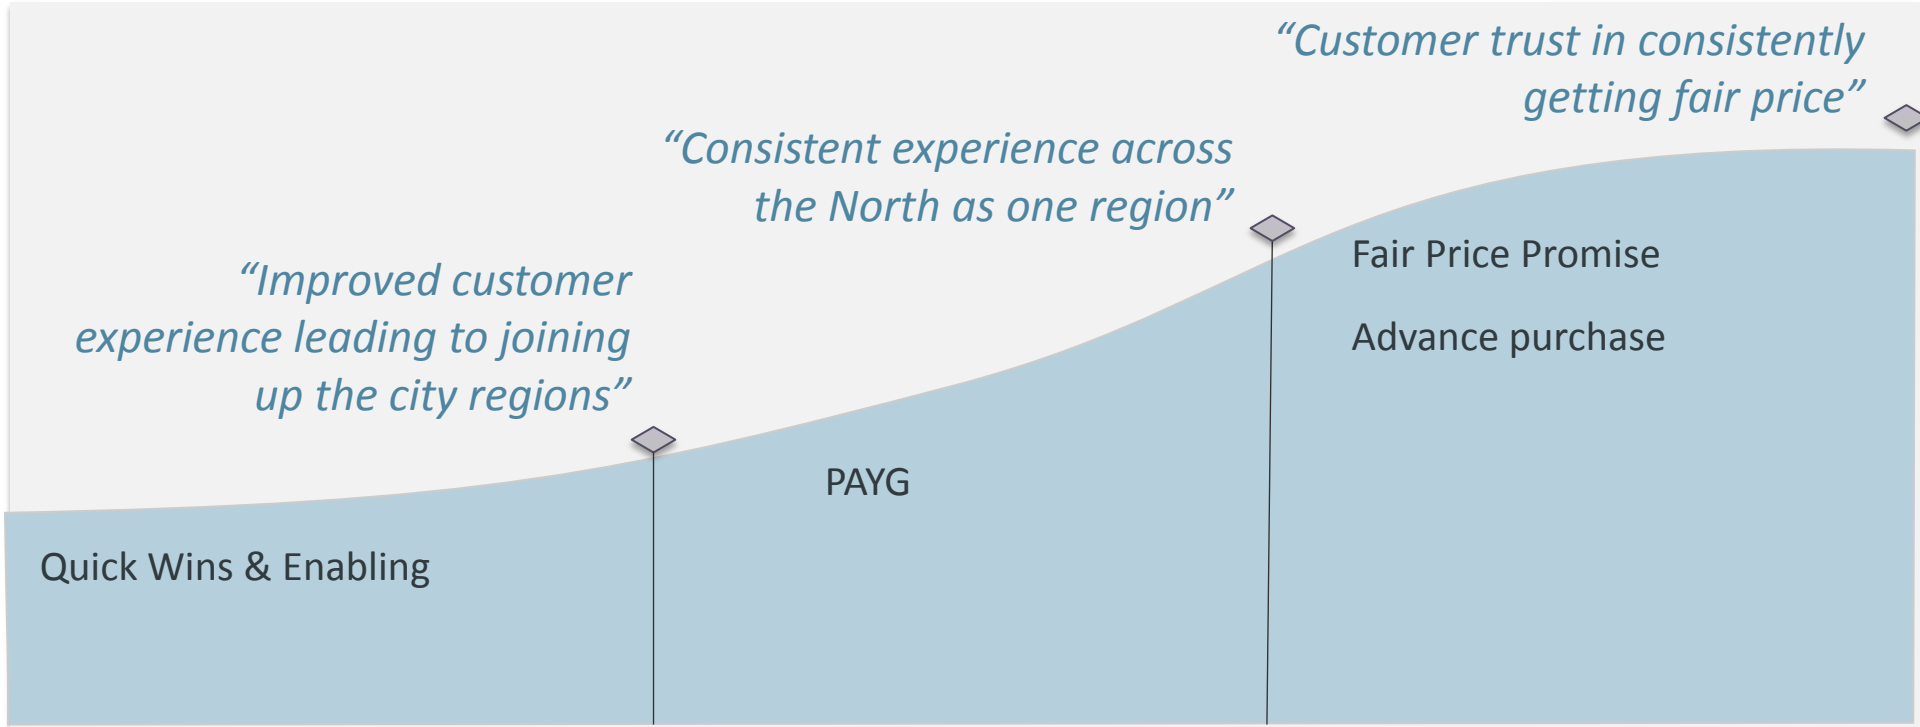 “Customer trust in consistently
getting fair price”
“Consistent experience across
the North as one region”
“Improved customer
experience leading to joining
up the city regions”
Fair Price Promise
Advance purchase
PAYG
Quick Wins & Enabling